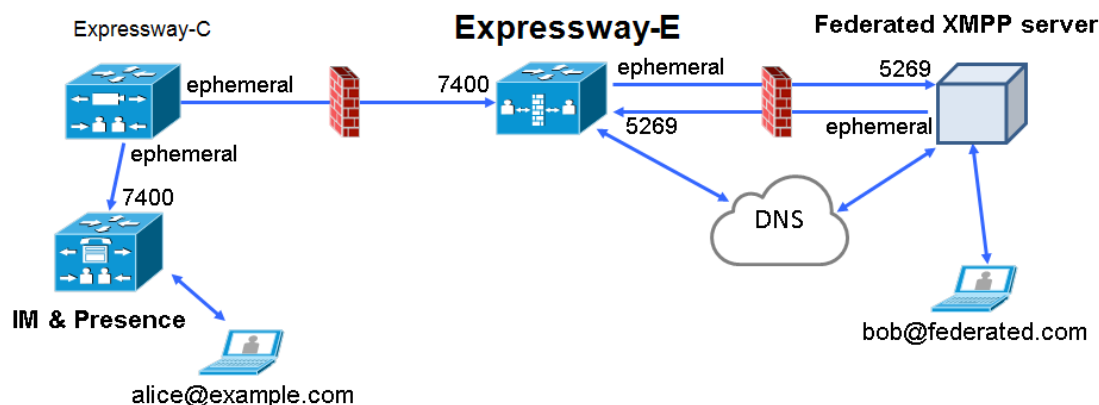 Expressway-C
Expressway-E
Federated XMPP server
ephemeral
7400
ephemeral
5269
5269
ephemeral
ephemeral
7400
DNS
IM & Presence
alice@example.com
bob@federated.com